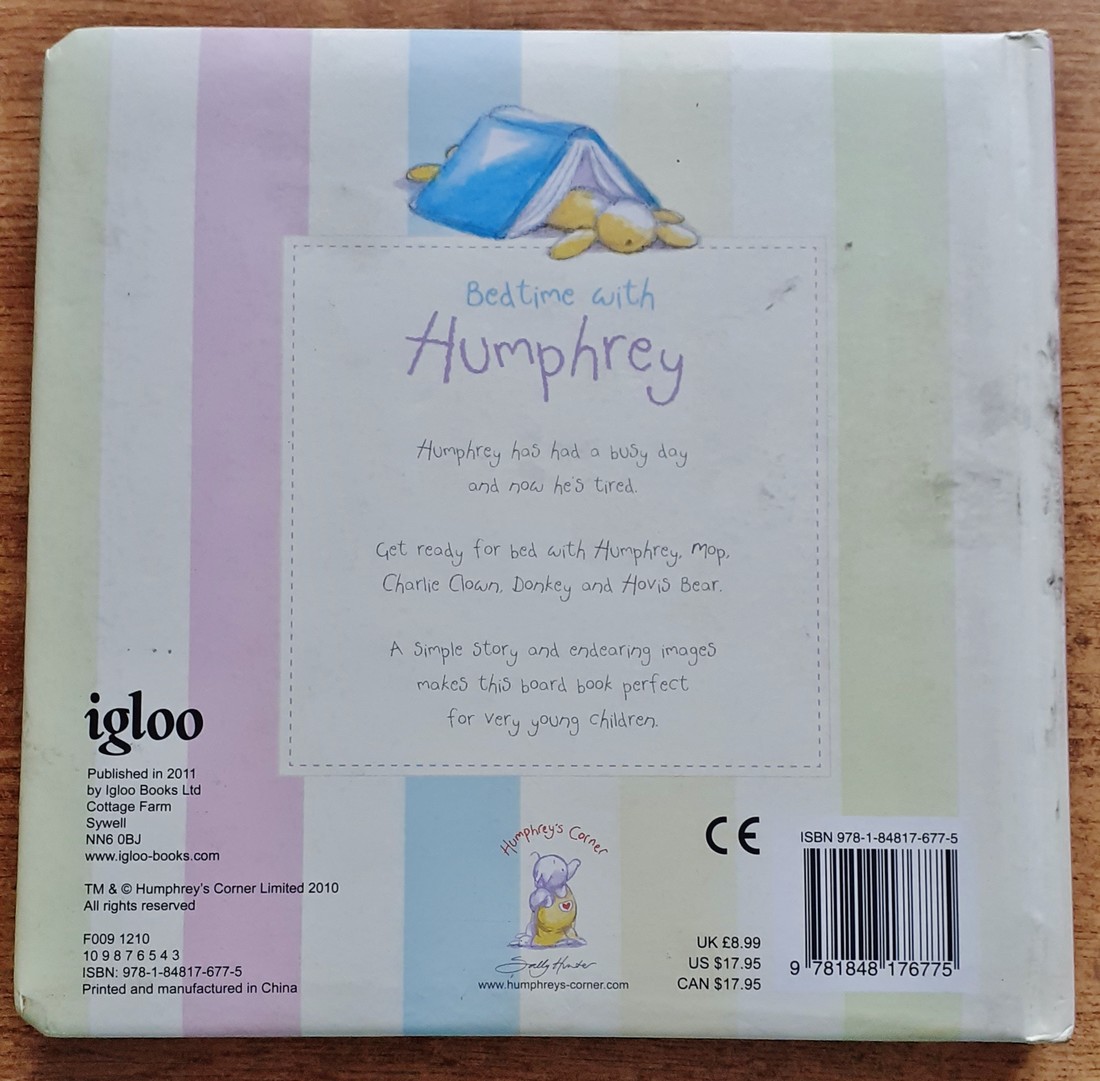 Bedtime with
Humphrey
Humphrey has had a busy day
and now he's tired.
Get ready for bed with Humphrey, Mop,
Charlie Clown, Donkey and Hovis Bear.
A simple story and endearing images
makes this board book perfect
for very young children.
igloo
Published in 2011
by Igloo Books Ltd
Cottage Farm
Sywell
NN6 0BJ
www.igloo-books.com
TM & © Humphrey's Corner Limited 2010
All rights reserved
F009 1210
10 9 8 7 6 5 4 3
ISBN: 978-1-84817-677-5
Printed and manufactured in China
Humphrey's Corner
Sally Hunter
www.humphreys-corner.com
CE
UK £8.99
US $17.95
CAN $17.95
ISBN 978-1-84817-677-5
9 781848 176775